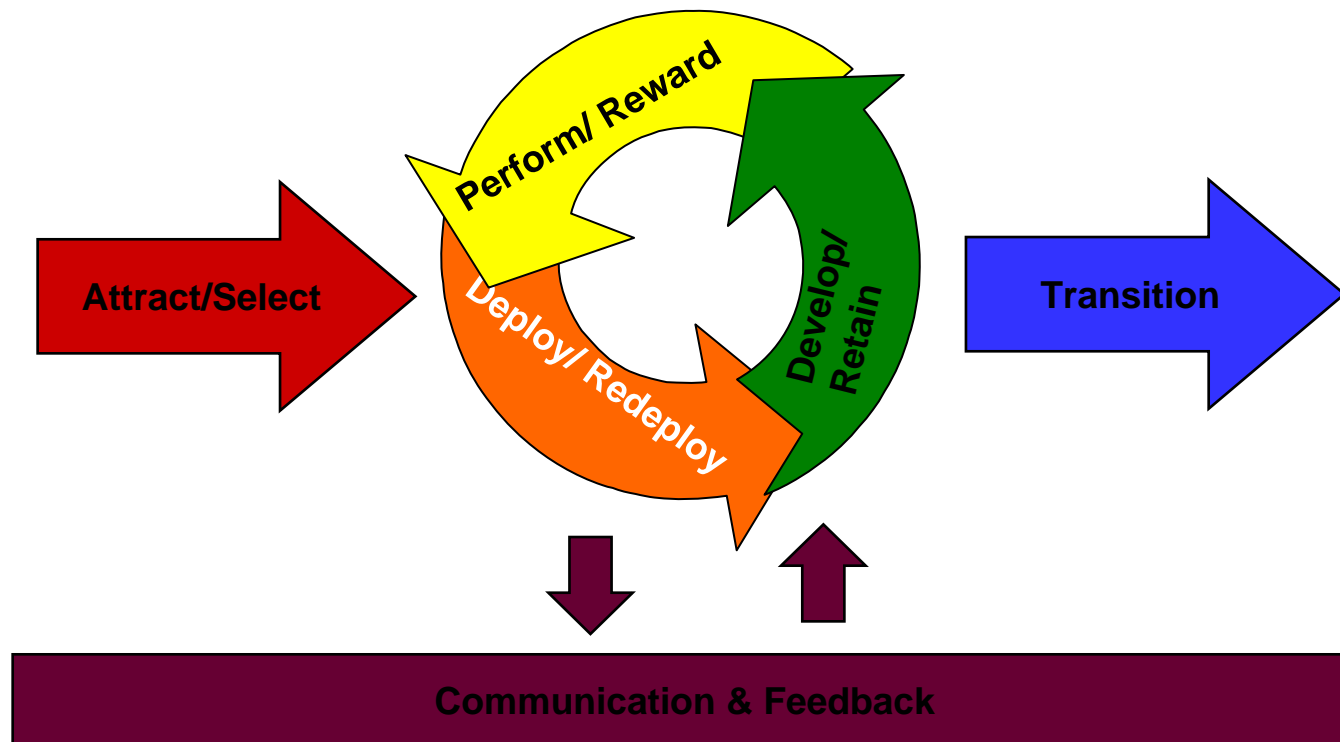 Perform/ Reward
Attract/Select
Deploy/ Redeploy
Develop/
Retain
Transition
Communication & Feedback